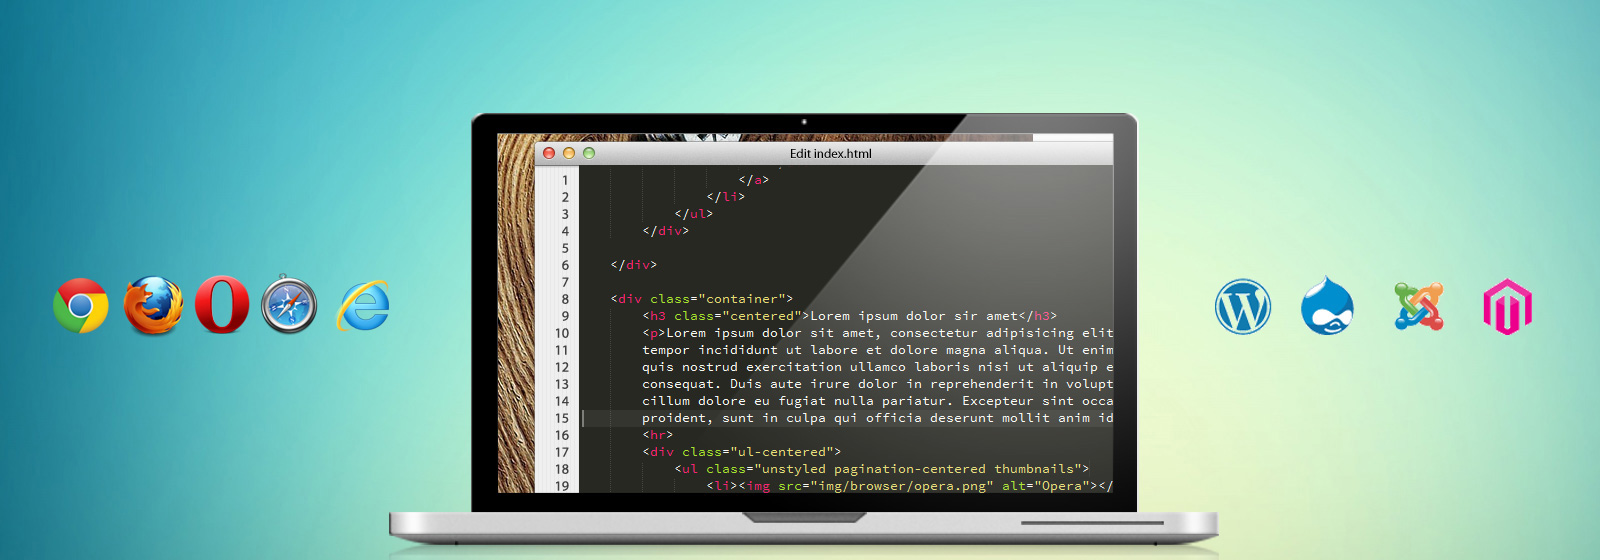 Edit index.html
1 </a>
2 </li>
3 </ul>
4 </div>
5
6 </div>
7
8 <div class="container">
9 <h3 class="centered">Lorem ipsum dolor sir amet</h3>
10 <p>Lorem ipsum dolor sit amet, consectetur adipisicing elit
11 tempor incididunt ut labore et dolore magna aliqua. Ut enim
12 quis nostrud exercitation ullamco laboris nisi ut aliquip e
13 consequat. Duis aute irure dolor in reprehenderit in volupt
14 cillum dolore eu fugiat nulla pariatur. Excepteur sint occa
15 proident, sunt in culpa qui officia deserunt mollit anim id
16 <hr>
17 <div class="ul-centered">
18 <ul class="unstyled pagination-centered thumbnails">
19 <li><img src="img/browser/opera.png" alt="Opera"></